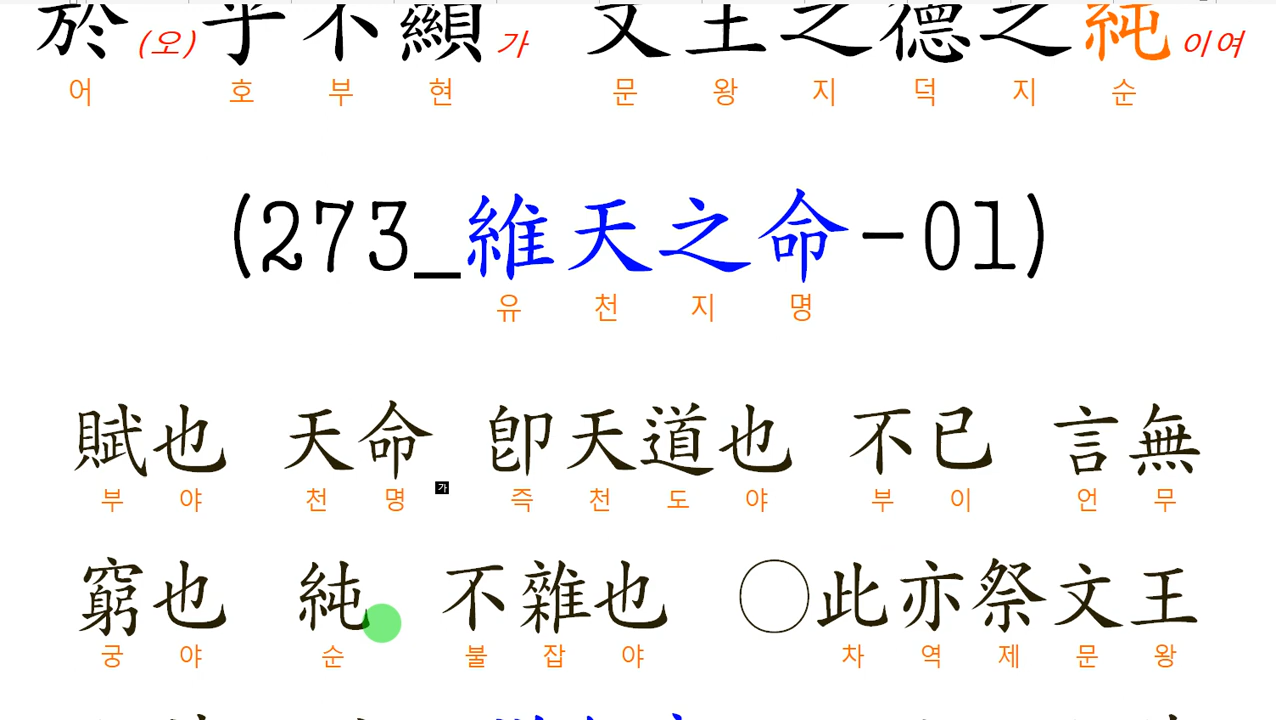 於(오)乎不顯가 文王之德之純이여
어 호 부 현 문 왕 지 덕 지 순
(273_維天之命-01)
유 천 지 명
賦也 天命 卽天道也 不已 言無
부 야 천 명 즉 천 도 야 부 이 언 무
가
窮也 純 不雜也 ◯此亦祭文王
궁 야 순 불 잡 야 차 역 제 문 왕